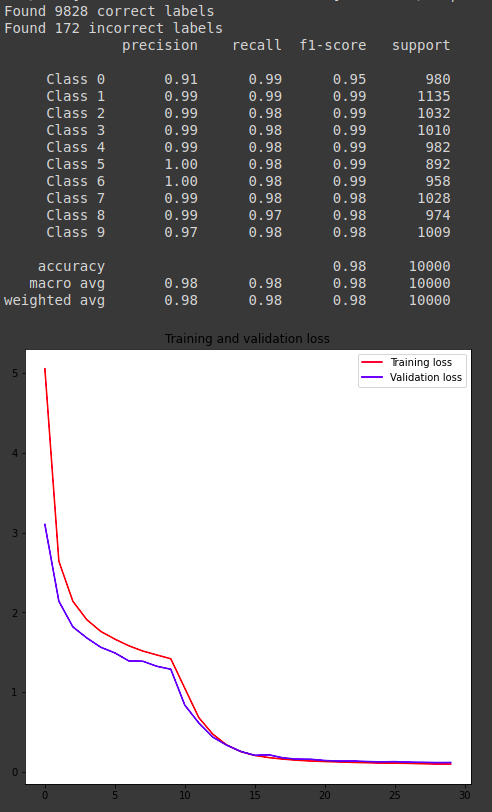 Found 9828 correct labels
Found 172 incorrect labels
precision recall f1-score support
Class 0 0.91 0.99 0.95 980
Class 1 0.99 0.99 0.99 1135
Class 2 0.99 0.98 0.99 1032
Class 3 0.99 0.98 0.99 1010
Class 4 0.99 0.98 0.99 982
Class 5 1.00 0.98 0.99 892
Class 6 1.00 0.98 0.99 958
Class 7 0.99 0.98 0.98 1028
Class 8 0.99 0.97 0.98 974
Class 9 0.97 0.98 0.98 1009
accuracy 0.98 10000
macro avg 0.98 0.98 0.98 10000
weighted avg 0.98 0.98 0.98 10000
Training and validation loss
Training loss
Validation loss
5
4
3
2
1
0
0 5 10 15 20 25 30